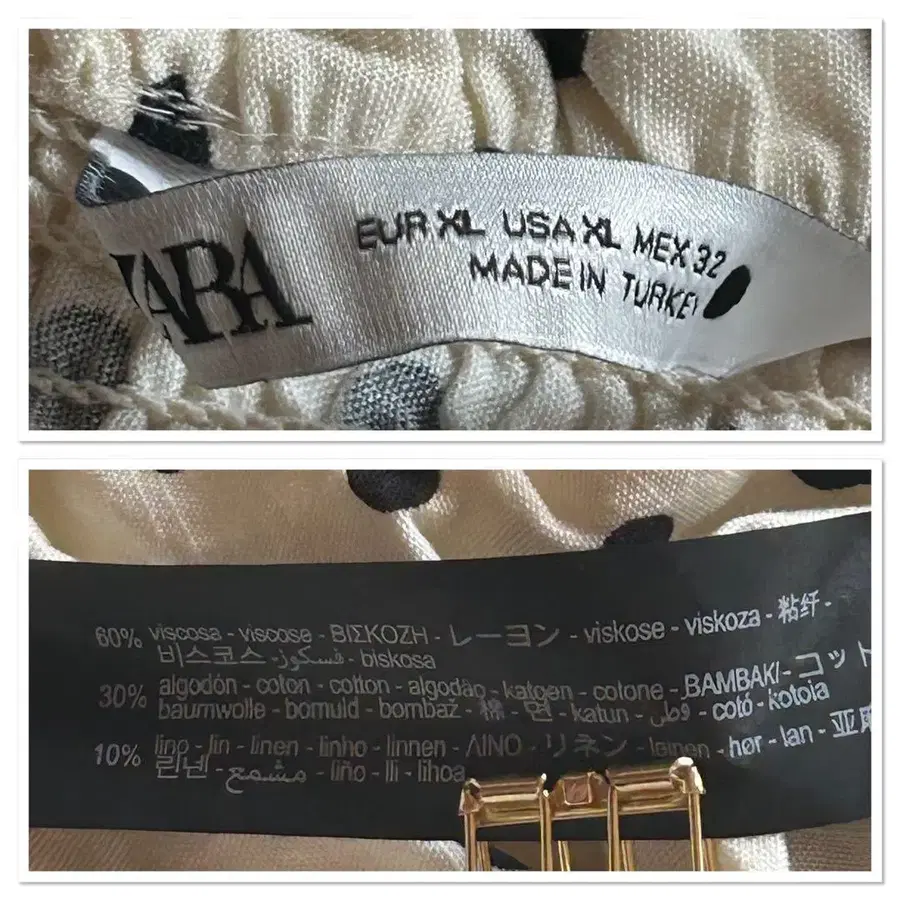 ZARA
EUR XL USA XL MEX 32
MADE IN TURKEY
60% viscosa - viscose - ΒΙΣΚΟΖΗ - レーヨン - viskose - viskoza - 粘纤 -
비스코스 - فسكوز - biskosa
30% algodón - coton - cotton - algodão - katoen - cotone - ΒΑΜΒΑΚΙ - コット
baumwolle - bomuld - bombaž - 棉 - 면 - katun - قطن - cotó - kotoia
10% lino - lin - linen - linho - linnen - ΛΙΝΟ - リネン - leinen - hør - lan - 亚麻
린넨 - مشمع - liño - lli - lihoa